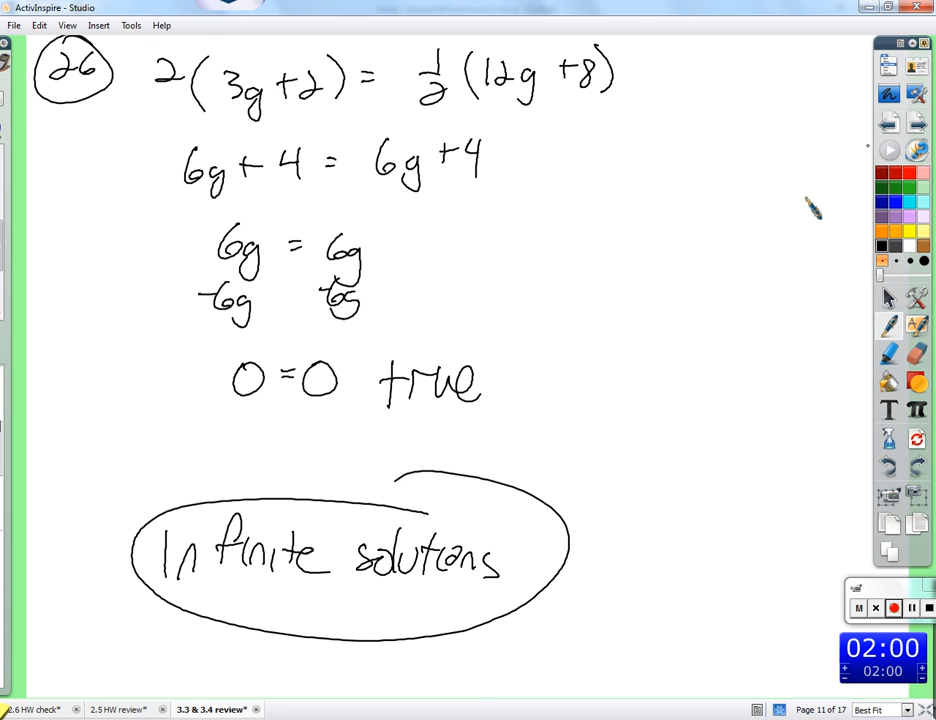 ActivInspire - Studio
File Edit View Insert Tools Help
26 2(3g+2) = 1/2(12g+8)
6g+4 = 6g+4
6g = 6g
-6g -6g
0=0 true
Infinite solutions
M
02:00
02:00
2.6 HW check* 2.5 HW review* 3.3 & 3.4 review* Page 11 of 17 Best Fit